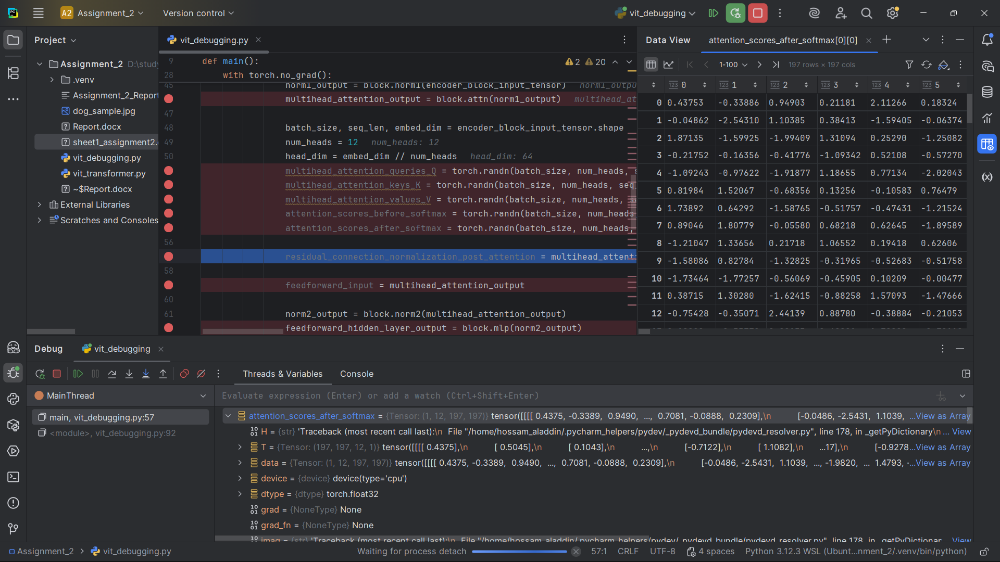 A2 Assignment_2 Version control vit_debugging
Project
Assignment_2 D:\study
.venv
Assignment_2_Report
dog_sample.jpg
Report.docx
sheet1_assignment2.
vit_debugging.py
vit_transformer.py
~$Report.docx
External Libraries
Scratches and Consoles
vit_debugging.py
9 def main():
2 20
28 with torch.no_grad():
45 norm1_output = block.norm1(encoder_block_input_tensor) norm1_outpu
multihead_attention_output = block.attn(norm1_output) multihead_at
47
48 batch_size, seq_len, embed_dim = encoder_block_input_tensor.shape
49 num_heads = 12 num_heads: 12
50 head_dim = embed_dim // num_heads head_dim: 64
multihead_attention_queries_Q = torch.randn(batch_size, num_heads, s
multihead_attention_keys_K = torch.randn(batch_size, num_heads, seq_
multihead_attention_values_V = torch.randn(batch_size, num_heads, se
attention_scores_before_softmax = torch.randn(batch_size, num_heads
attention_scores_after_softmax = torch.randn(batch_size, num_heads,
56
residual_connection_normalization_post_attention = multihead_attenti
58
feedforward_input = multihead_attention_output
60
61 norm2_output = block.norm2(multihead_attention_output)
feedforward_hidden_layer_output = block.mlp(norm2_output)
Data View attention_scores_after_softmax[0][0]
1-100 197 rows × 197 cols
123 0 123 1 123 2 123 3 123 4 123 5
0 0.43753 -0.33886 0.94903 0.21181 2.11266 0.18324
1 -0.04862 -2.54310 1.10385 0.38413 -1.59405 -0.06374
2 1.87135 -1.59925 -1.99409 1.31094 0.25290 -1.25082
3 -0.21752 -0.16356 -0.41776 -1.09342 0.52108 -0.57270
4 -1.09243 -0.97622 -1.91877 1.18655 0.77134 -2.02043
5 0.81984 1.52067 -0.68356 0.13256 -0.10583 0.76479
6 1.73892 0.64292 -1.58765 -0.51757 -0.47431 -1.21524
7 0.89046 1.80779 -0.05580 0.68218 0.62645 -1.89589
8 -1.21047 1.33656 0.21718 1.06552 0.19418 0.62606
9 -1.58086 0.82784 -1.32825 -0.31965 -0.52683 -0.51758
10 -1.73464 -1.77257 -0.56069 -0.45905 0.10209 -0.00477
11 0.38715 1.30280 -1.62415 -0.88258 1.57093 -1.47666
12 -0.75428 -0.35071 2.44139 0.88780 -0.38884 -0.21053
Debug vit_debugging
Threads & Variables Console
MainThread
main, vit_debugging.py:57
<module>, vit_debugging.py:92
Evaluate expression (Enter) or add a watch (Ctrl+Shift+Enter)
attention_scores_after_softmax = {Tensor: (1, 12, 197, 197)} tensor([[[[ 0.4375, -0.3389, 0.9490, ..., 0.7081, -0.0888, 0.2309],\n [-0.0486, -2.5431, 1.1039, ...View as Array
H = {str} 'Traceback (most recent call last):\n File "/home/hossam_aladdin/.pycharm_helpers/pydev/_pydevd_bundle/pydevd_resolver.py", line 178, in _getPyDictionary\n ... View
T = {Tensor: (197, 197, 12, 1)} tensor([[[[ 0.4375],\n [ 0.5045],\n [ 0.1043],\n ...,\n [-0.7122],\n [ 1.1082],\n ...17],\n [-0.9278...View as Array
data = {Tensor: (1, 12, 197, 197)} tensor([[[[ 0.4375, -0.3389, 0.9490, ..., 0.7081, -0.0888, 0.2309],\n [-0.0486, -2.5431, 1.1039, ..., -1.9820, ... 1.4793, -...View as Array
device = {device} device(type='cpu')
dtype = {dtype} torch.float32
grad = {NoneType} None
grad_fn = {NoneType} None
imag = {str} 'Traceback (most recent call last):\n File "/home/hossam_aladdin/.pycharm_helpers/pydev/_pydevd_bundle/pydevd_resolver.py", line 178, in _getPyDictionary View
Assignment_2 > vit_debugging.py Waiting for process detach 57:1 CRLF UTF-8 4 spaces Python 3.12.3 WSL (Ubunt...nment_2/.venv/bin/python)